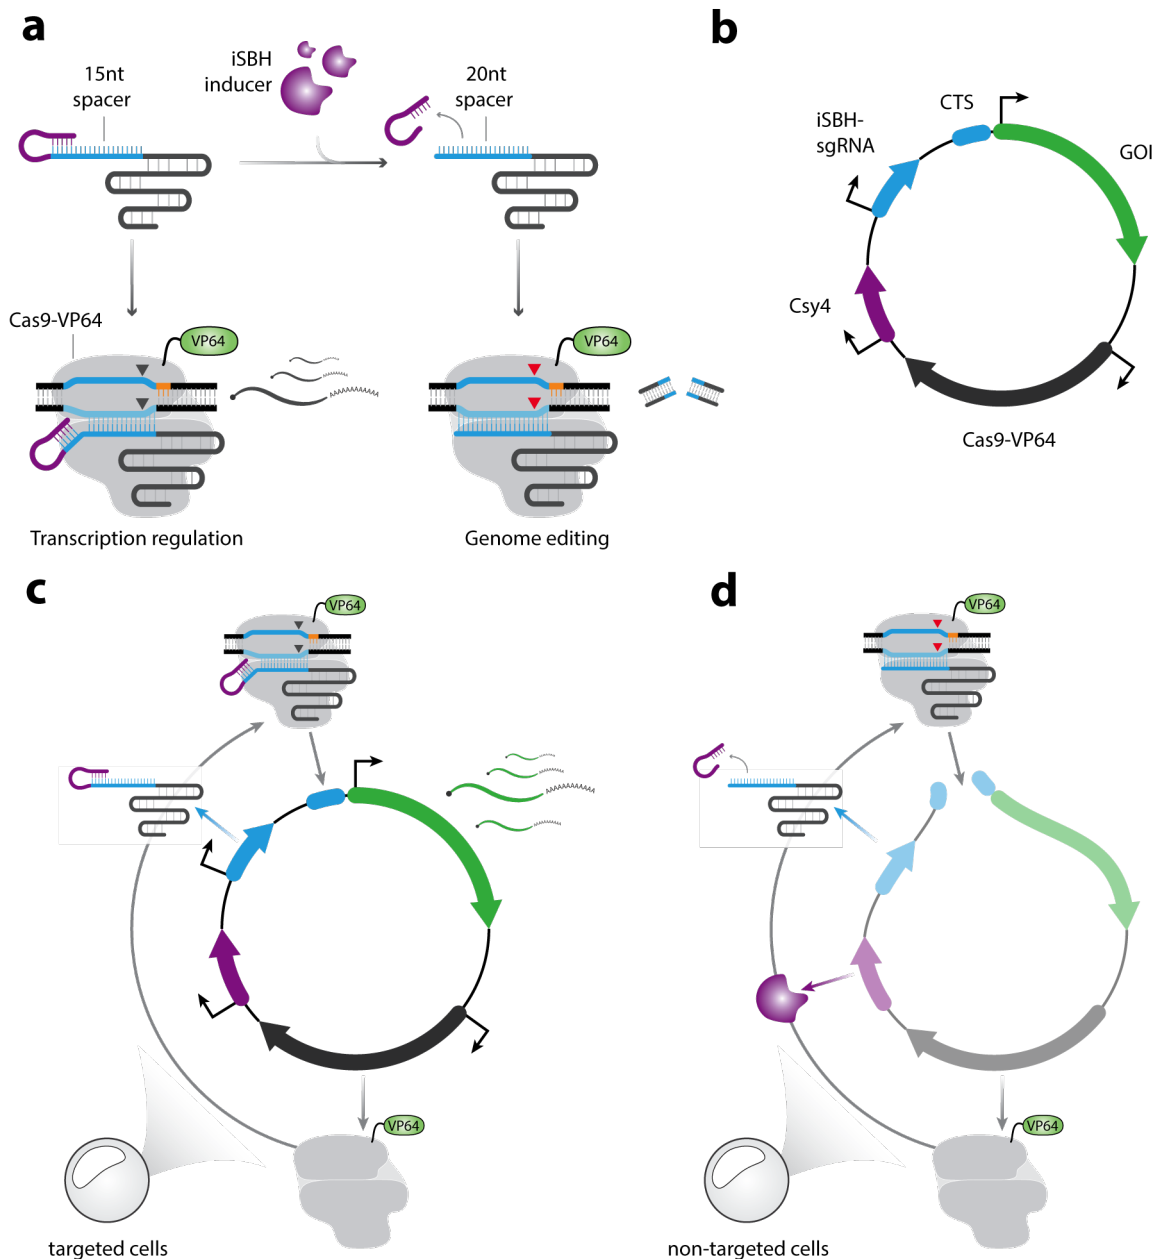 a
15nt
spacer
iSBH
inducer
20nt
spacer
Cas9-VP64
VP64
VP64
Transcription regulation
Genome editing
b
CTS
iSBH-
sgRNA
GOI
Csy4
Cas9-VP64
c
VP64
VP64
targeted cells
d
VP64
VP64
non-targeted cells